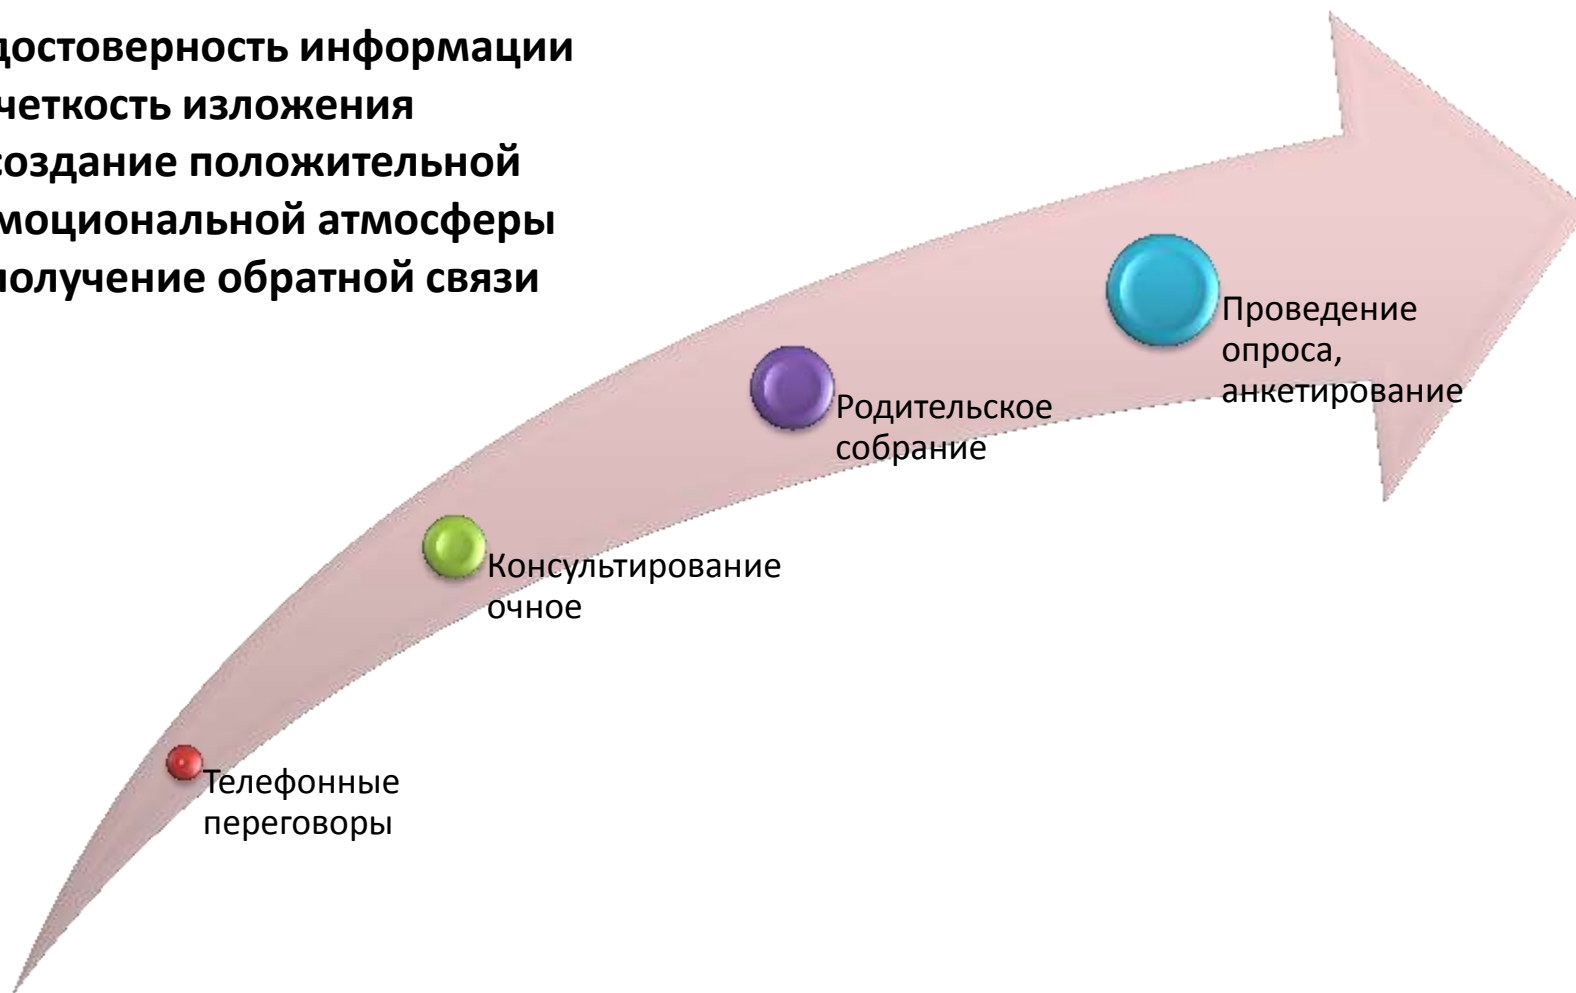 достоверность информации
четкость изложения
создание положительной
моциональной атмосферы
получение обратной связи
Проведение
опроса,
анкетирование
Родительское
собрание
Консультирование
очное
Телефонные
переговоры